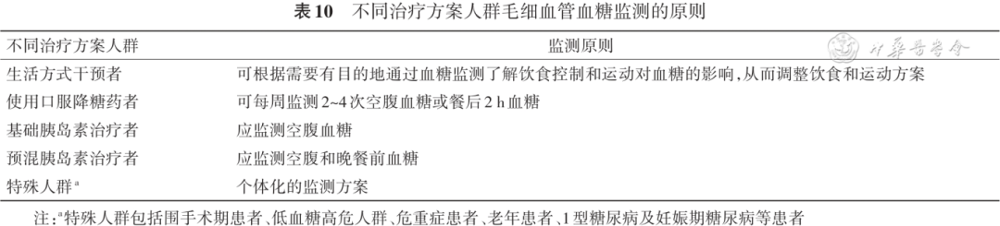 表10 不同治疗方案人群毛细血管血糖监测的原则
不同治疗方案人群 监测原则
中华医学会
生活方式干预者 可根据需要有目的地通过血糖监测了解饮食控制和运动对血糖的影响,从而调整饮食和运动方案
使用口服降糖药者 可每周监测2~4次空腹血糖或餐后2 h血糖
基础胰岛素治疗者 应监测空腹血糖
预混胰岛素治疗者 应监测空腹和晚餐前血糖
特殊人群a 个体化的监测方案
注:a特殊人群包括围手术期患者、低血糖高危人群、危重症患者、老年患者、1型糖尿病及妊娠期糖尿病等患者